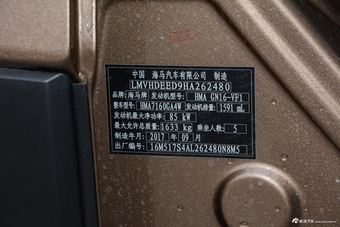 中国 海马汽车有限公司 制造
LMVHDEED9HA262480
品牌：海马牌 发动机型号：HMA GN16-VF1
整车型号：HMA7160GA4W 发动机排量：1591 mL
发动机最大净功率：85 kW
最大允许总质量：1633 kg 乘坐人数：5
制造年月：2017 年 09 月
出厂编号：16M517S4AL262480N8M5